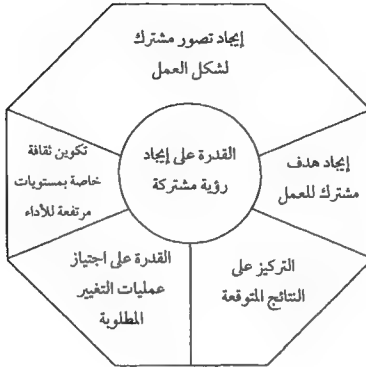 إيجاد تصور مشترك
لشكل العمل
القدرة على إيجاد
رؤية مشتركة
إيجاد هدف
مشترك للعمل
تكوين ثقافة
خاصة بمستويات
مرتفعة للأداء
التركيز على
النتائج المتوقعة
القدرة على اجتياز
عمليات التغيير
المطلوبة